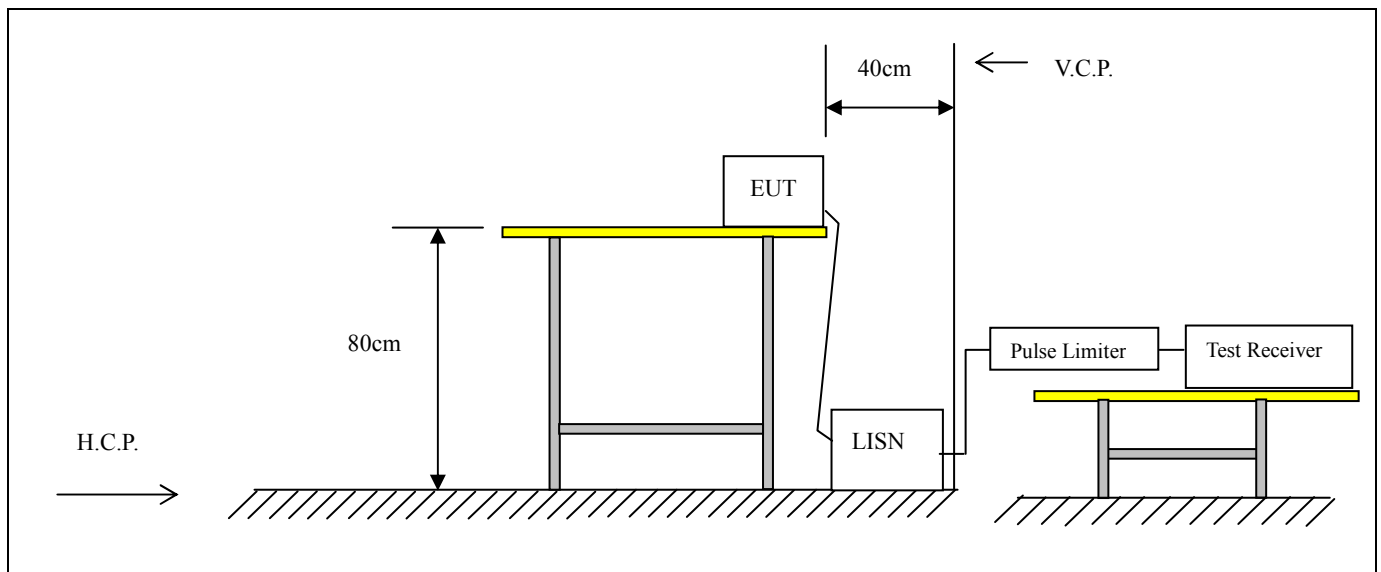 40cm
V.C.P.
EUT
80cm
Pulse Limiter
Test Receiver
H.C.P.
LISN